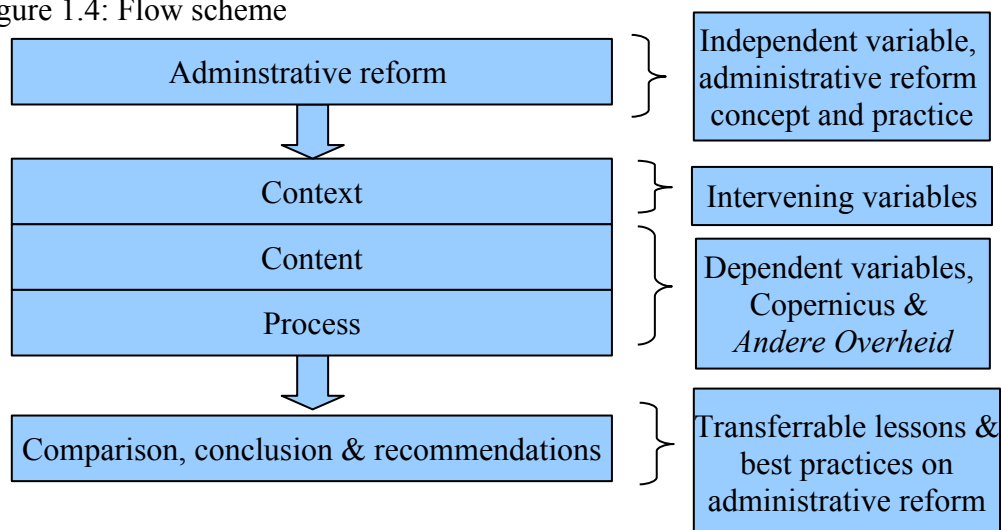 gure 1.4: Flow scheme
Adminstrative reform
Independent variable,
administrative reform
concept and practice
Context
Intervening variables
Content
Process
Dependent variables,
Copernicus &
Andere Overheid
Comparison, conclusion & recommendations
Transferrable lessons &
best practices on
administrative reform